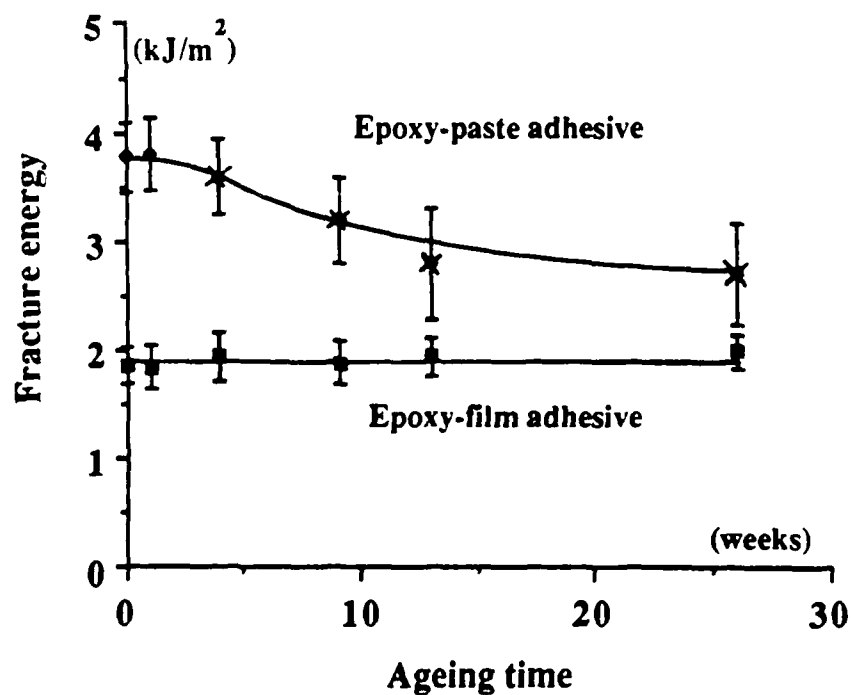 5
(kJ/m²)
Epoxy-paste adhesive
4
3
2
Epoxy-film adhesive
1
(weeks)
0
0 10 20 30
Fracture energy
Ageing time